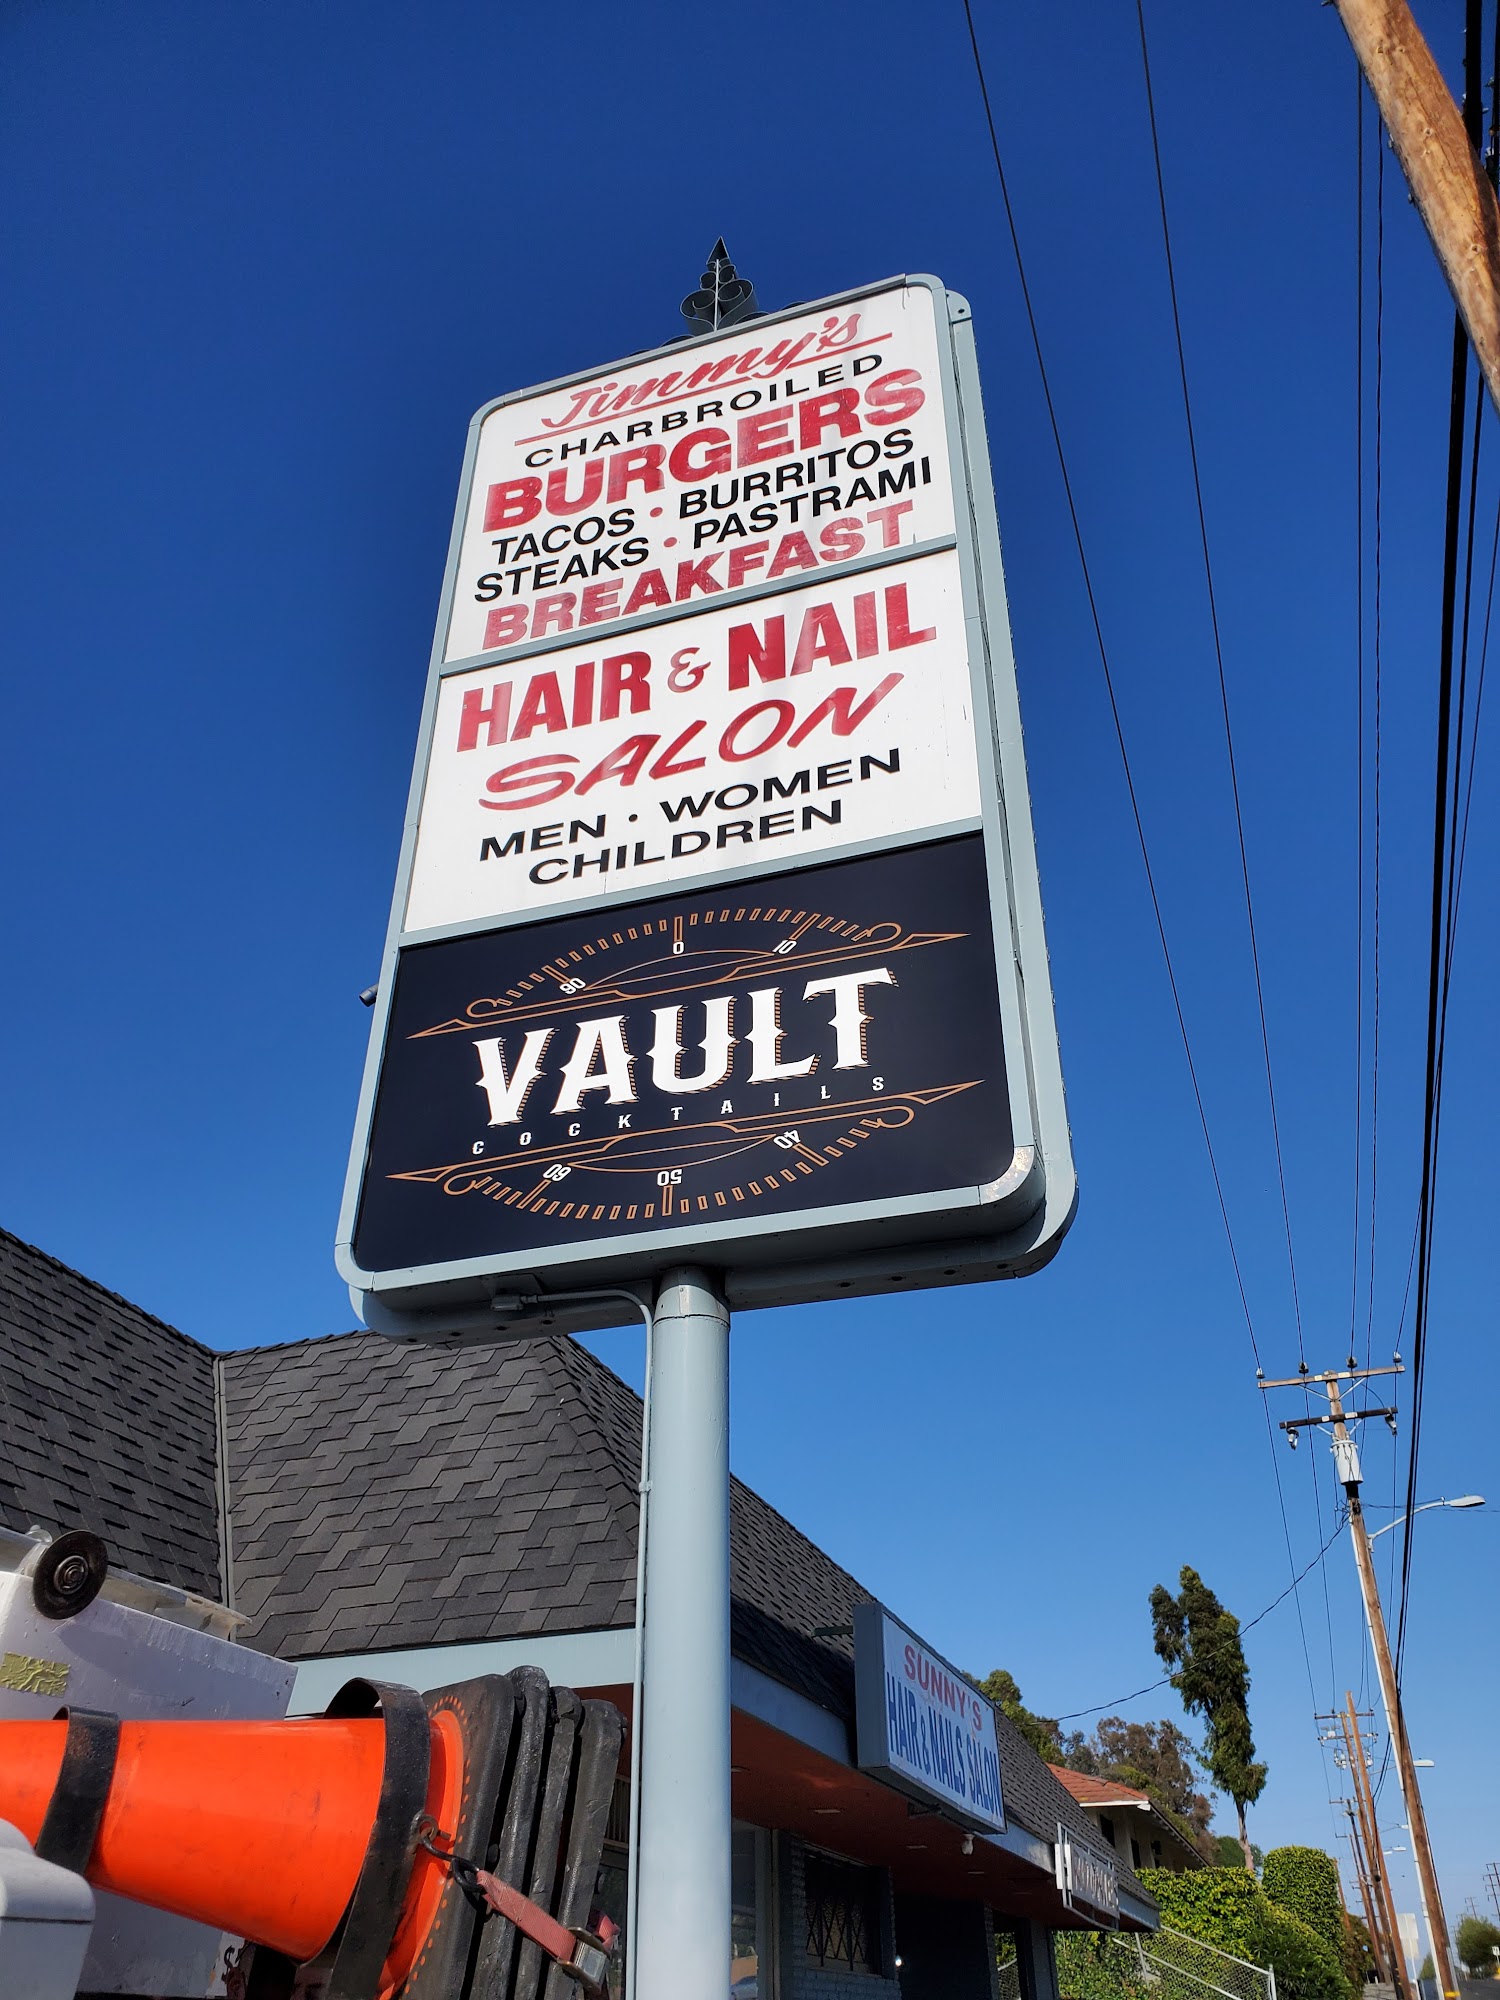 Jimmy's
CHARBROILED
BURGERS
TACOS • BURRITOS
STEAKS • PASTRAMI
BREAKFAST
HAIR & NAIL
SALON
MEN • WOMEN
CHILDREN
90 0 10
VAULT
COCKTAILS
60 50 40
SUNNY'S
HAIR & NAILS SALON